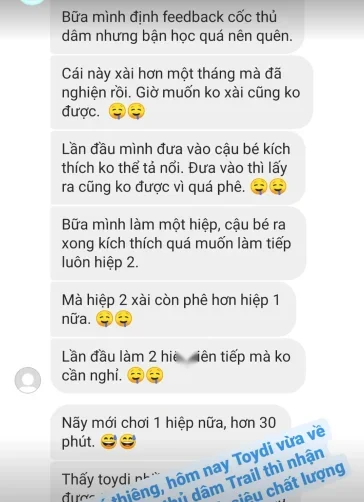 Bữa mình định feedback cốc thủ
dâm nhưng bận học quá nên quên.
Cái này xài hơn một tháng mà đã
nghiện rồi. Giờ muốn ko xài cũng ko
được. 🤤🤤
Lần đầu mình đưa vào cậu bé kích
thích ko thể tả nổi. Đưa vào thì lấy
ra cũng ko được vì quá phê. 🤤🤤
Bữa mình làm một hiệp, cậu bé ra
xong kích thích quá muốn làm tiếp
luôn hiệp 2.
Mà hiệp 2 xài còn phê hơn hiệp 1
nữa. 🤤🤤
Lần đầu làm 2 tiếp mà ko
cần nghỉ. 🤤🤤
Nãy mới chơi 1 hiệp nữa, hơn 30
phút. 😅😅
Thấy toydi
thiêng, hôm nay Toydi vừa về
dâm Trail thì nhận
chất lượng